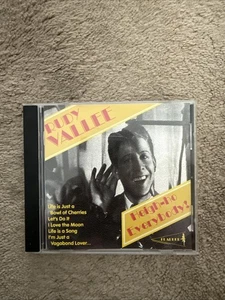 RUDY
VALLEE
Life is Just a
Bowl of Cherries
Let's Do It
I Love the Moon
Life is a Song
I'm Just a
Vagabond Lover...
Heigh-Ho
Everybody!
FLAPPER